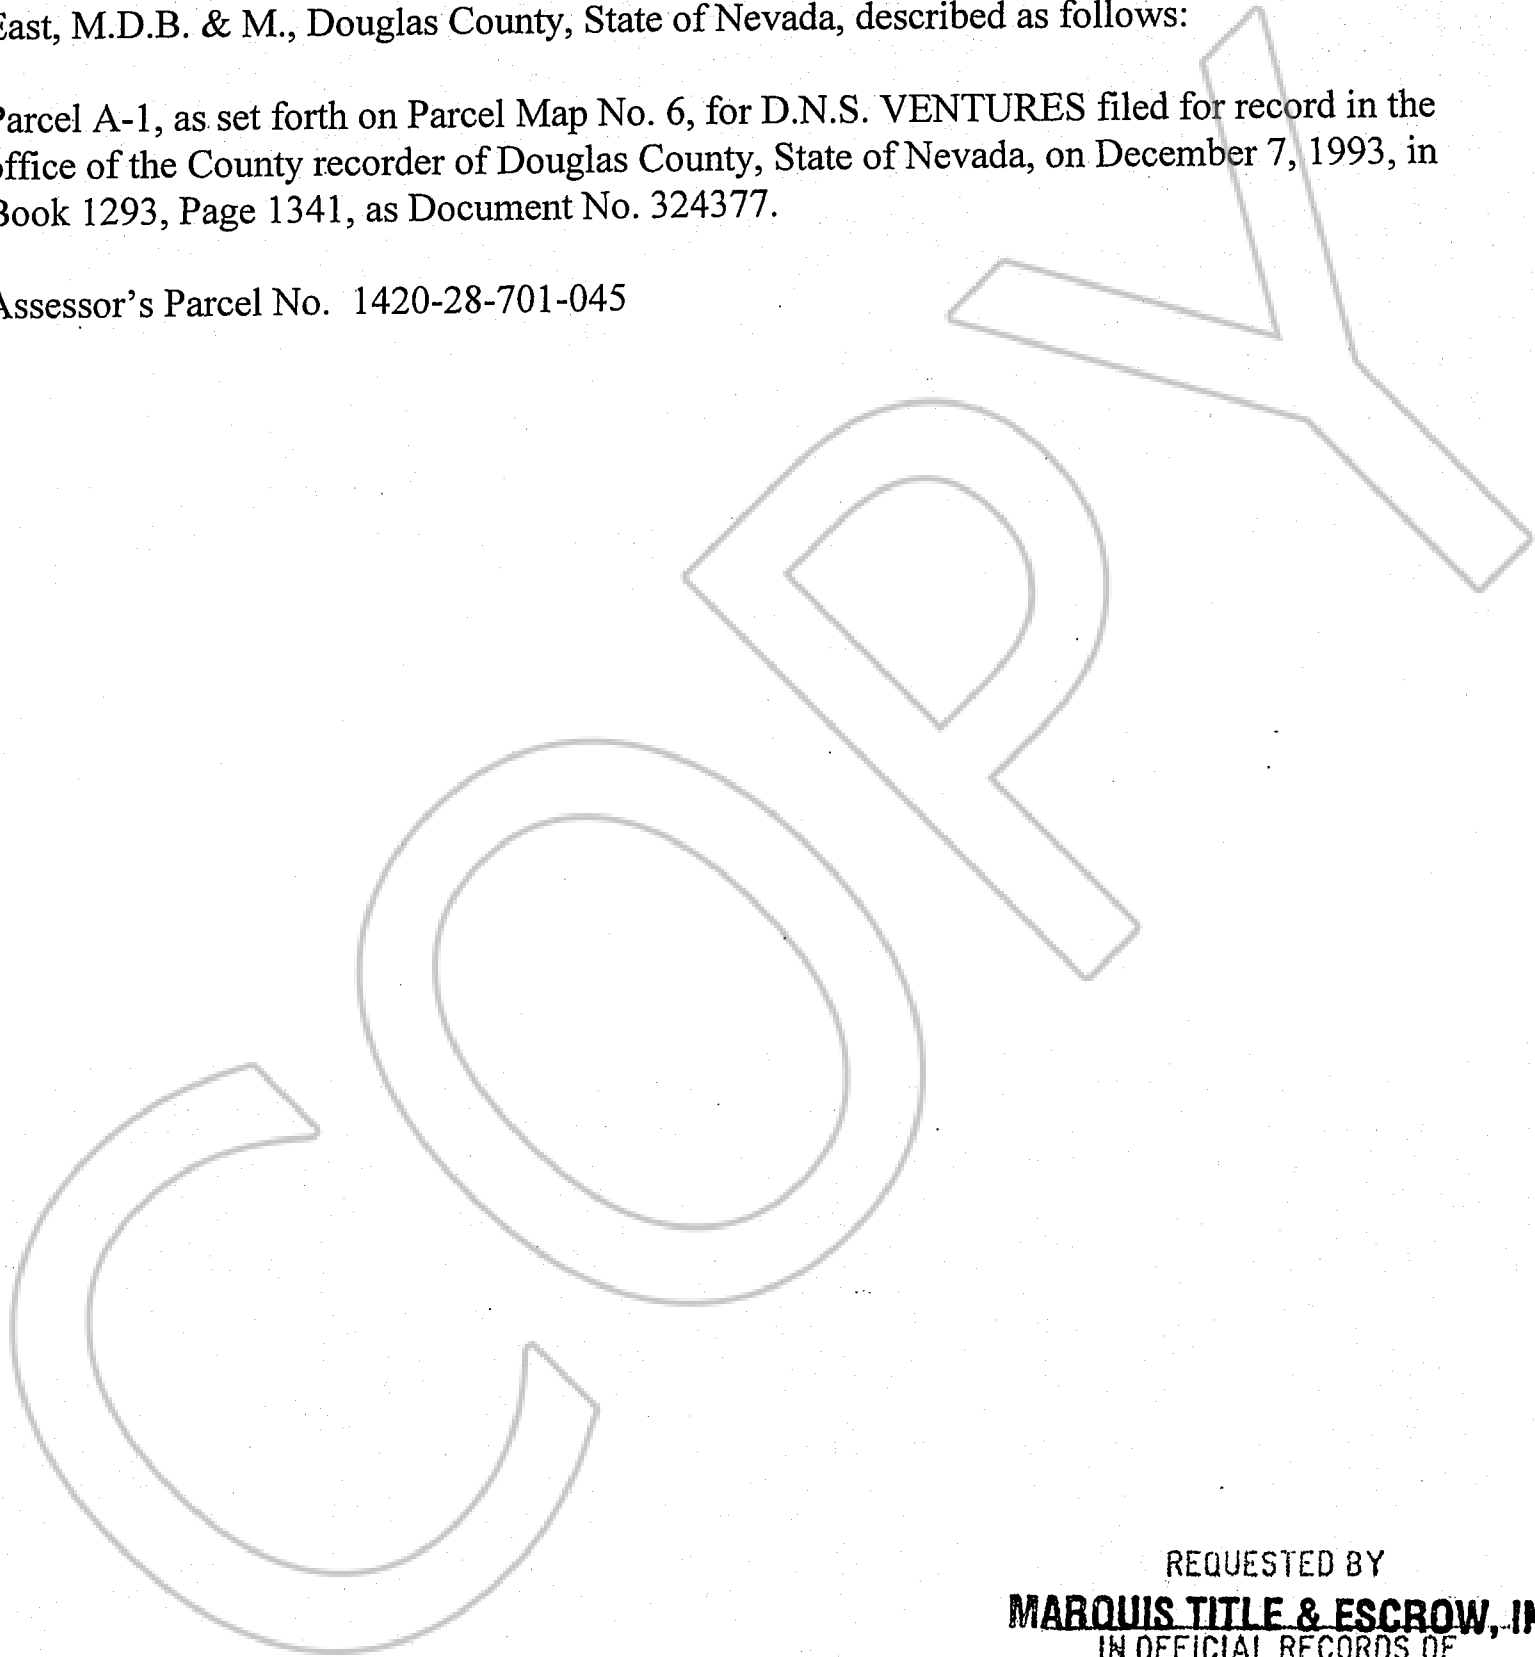 East, M.D.B. & M., Douglas County, State of Nevada, described as follows:
Parcel A-1, as set forth on Parcel Map No. 6, for D.N.S. VENTURES filed for record in the
office of the County recorder of Douglas County, State of Nevada, on December 7, 1993, in
Book 1293, Page 1341, as Document No. 324377.
Assessor's Parcel No. 1420-28-701-045
COPY
REQUESTED BY
MARQUIS TITLE & ESCROW,
IN OFFICIAL RECORDS OF